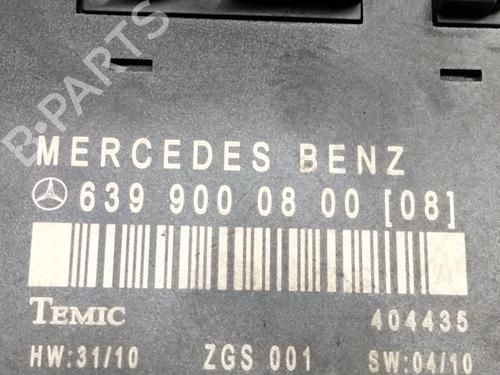 B-PARTS
MERCEDES BENZ
639 900 08 00 [08]
TEMIC 404435
HW:31/10 ZGS 001 SW:04/10